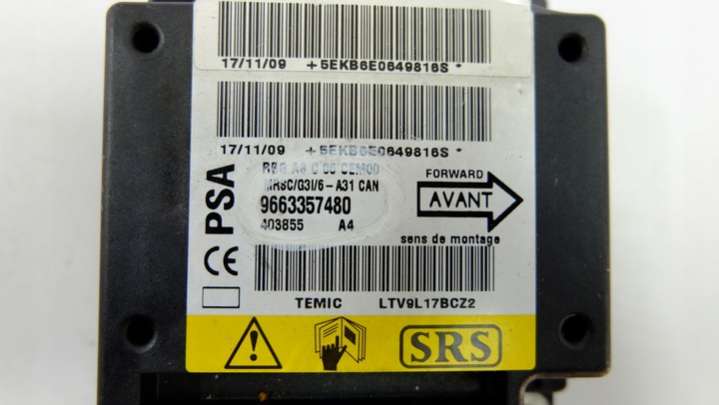 17/11/09 +5EKB6E0649816S *
17/11/09 +5EKB6E0649816S *
PSA
MRSC/G3I/6-A31 CAN
9663357480
403855 A4
FORWARD
AVANT
sens de montage
CE
TEMIC LTV9L17BCZ2
SRS